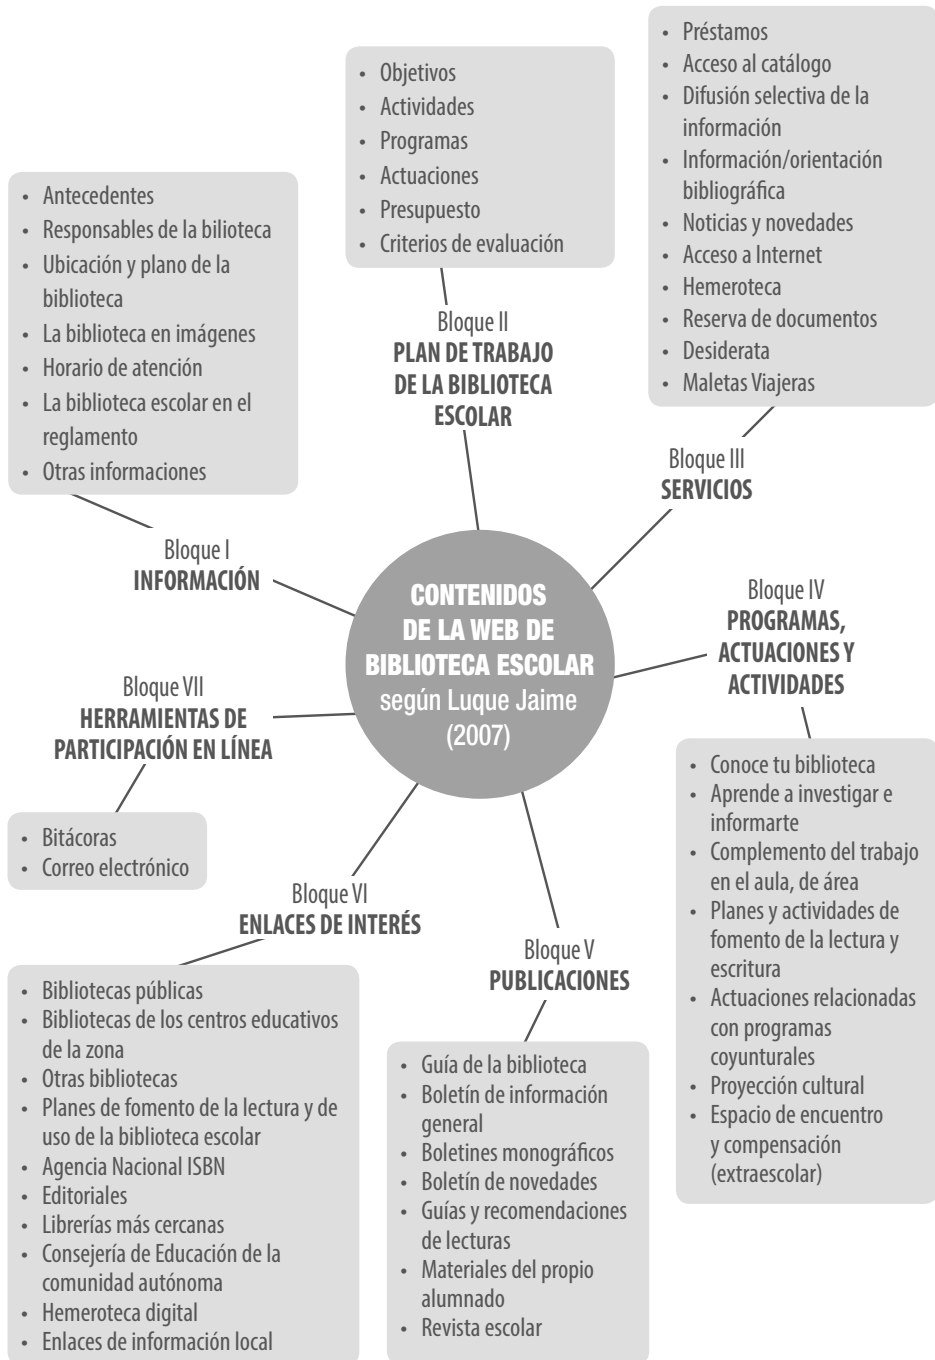 CONTENIDOS
DE LA WEB DE
BIBLIOTECA ESCOLAR
según Luque Jaime
(2007)
Bloque I
INFORMACIÓN
• Antecedentes
• Responsables de la bilioteca
• Ubicación y plano de la
biblioteca
• La biblioteca en imágenes
• Horario de atención
• La biblioteca escolar en el
reglamento
• Otras informaciones
Bloque II
PLAN DE TRABAJO
DE LA BIBLIOTECA
ESCOLAR
• Objetivos
• Actividades
• Programas
• Actuaciones
• Presupuesto
• Criterios de evaluación
Bloque III
SERVICIOS
• Préstamos
• Acceso al catálogo
• Difusión selectiva de la
información
• Información/orientación
bibliográfica
• Noticias y novedades
• Acceso a Internet
• Hemeroteca
• Reserva de documentos
• Desiderata
• Maletas Viajeras
Bloque IV
PROGRAMAS,
ACTUACIONES Y
ACTIVIDADES
• Conoce tu biblioteca
• Aprende a investigar e
informarte
• Complemento del trabajo
en el aula, de área
• Planes y actividades de
fomento de la lectura y
escritura
• Actuaciones relacionadas
con programas
coyunturales
• Proyección cultural
• Espacio de encuentro
y compensación
(extraescolar)
Bloque V
PUBLICACIONES
• Guía de la biblioteca
• Boletín de información
general
• Boletines monográficos
• Boletín de novedades
• Guías y recomendaciones
de lecturas
• Materiales del propio
alumnado
• Revista escolar
Bloque VI
ENLACES DE INTERÉS
• Bibliotecas públicas
• Bibliotecas de los centros educativos
de la zona
• Otras bibliotecas
• Planes de fomento de la lectura y de
uso de la biblioteca escolar
• Agencia Nacional ISBN
• Editoriales
• Librerías más cercanas
• Consejería de Educación de la
comunidad autónoma
• Hemeroteca digital
• Enlaces de información local
Bloque VII
HERRAMIENTAS DE
PARTICIPACIÓN EN LÍNEA
• Bitácoras
• Correo electrónico